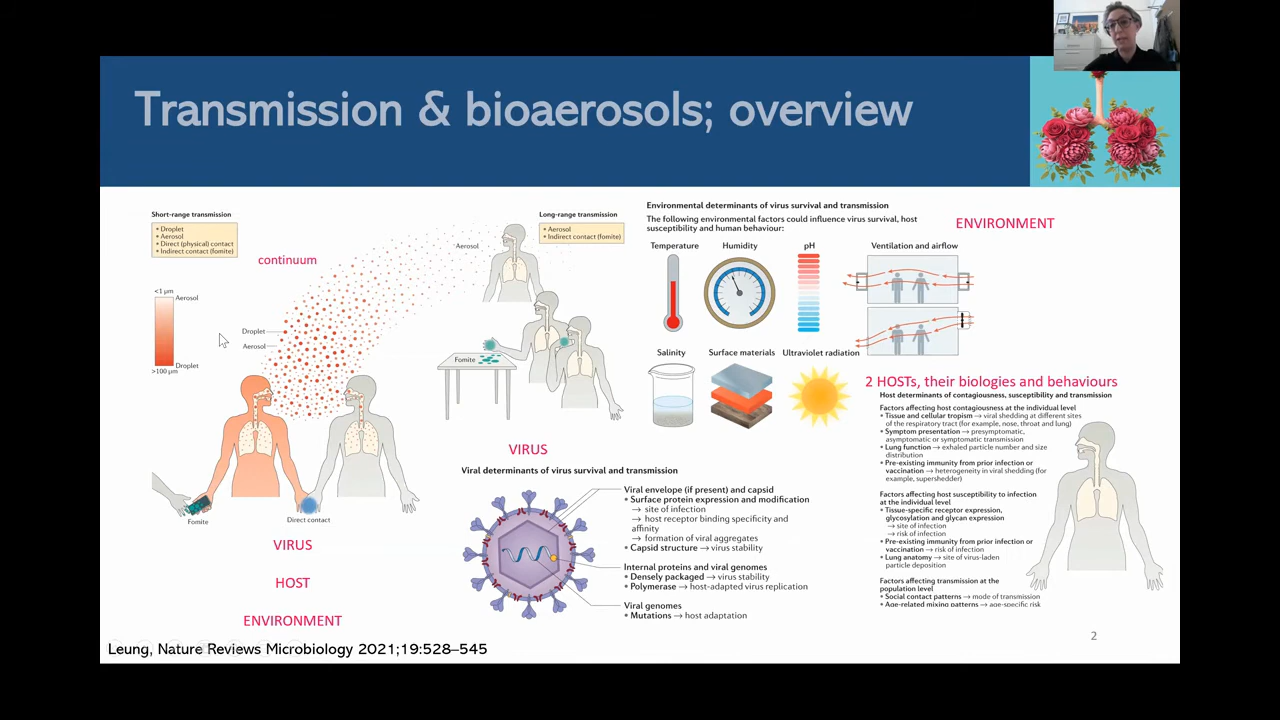 Transmission & bioaerosols; overview
Short-range transmission
• Droplet
• Aerosol
• Direct (physical) contact
• Indirect contact (fomite)
continuum
<1 µm
Aerosol
Droplet
>100 µm
Droplet
Aerosol
Aerosol
Long-range transmission
• Aerosol
• Indirect contact (fomite)
Fomite
Fomite
Direct contact
VIRUS
HOST
ENVIRONMENT
VIRUS
Viral determinants of virus survival and transmission
Viral envelope (if present) and capsid
• Surface protein expression and modification
→ site of infection
→ host receptor binding specificity and
affinity
→ formation of viral aggregates
• Capsid structure → virus stability
Internal proteins and viral genomes
• Densely packaged → virus stability
• Polymerase → host-adapted virus replication
Viral genomes
• Mutations → host adaptation
Environmental determinants of virus survival and transmission
The following environmental factors could influence virus survival, host
susceptibility and human behaviour:
ENVIRONMENT
Temperature
Humidity
pH
Ventilation and airflow
Salinity
Surface materials
Ultraviolet radiation
2 HOSTs, their biologies and behaviours
Host determinants of contagiousness, susceptibility and transmission
Factors affecting host contagiousness at the individual level
• Tissue and cellular tropism → viral shedding at different sites
of the respiratory tract (for example, nose, throat and lung)
• Symptom presentation → presymptomatic,
asymptomatic or symptomatic transmission
• Lung function → exhaled particle number and size
distribution
• Pre-existing immunity from prior infection or
vaccination → heterogeneity in viral shedding (for
example, supershedder)
Factors affecting host susceptibility to infection
at the individual level
• Tissue-specific receptor expression,
glycosylation and glycan expression
→ site of infection
→ risk of infection
• Pre-existing immunity from prior infection or
vaccination → risk of infection
• Lung anatomy → site of virus-laden
particle deposition
Factors affecting transmission at the
population level
• Social contact patterns → mode of transmission
• Age-related mixing patterns → age-specific risk
2
Leung, Nature Reviews Microbiology 2021;19:528–545